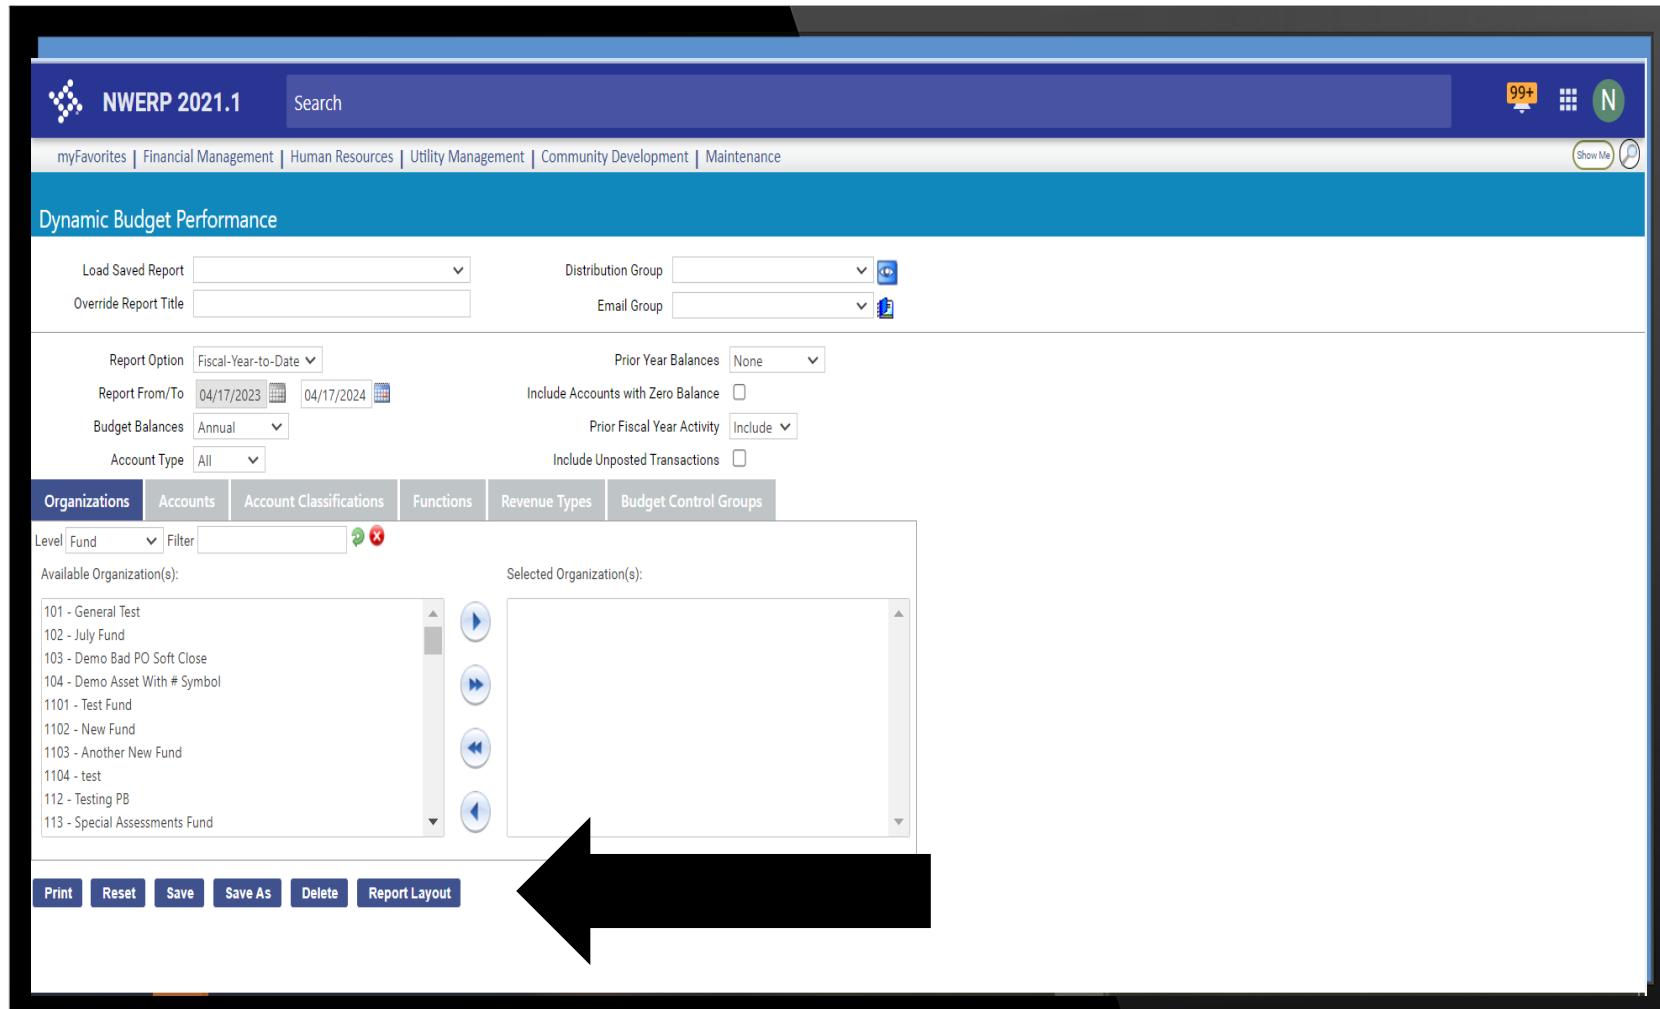 NWERP 2021.1 Search 99+ N
myFavorites | Financial Management | Human Resources | Utility Management | Community Development | Maintenance Show Me
Dynamic Budget Performance
Load Saved Report Distribution Group
Override Report Title Email Group
Report Option Fiscal-Year-to-Date Prior Year Balances None
Report From/To 04/17/2023 04/17/2024 Include Accounts with Zero Balance
Budget Balances Annual Prior Fiscal Year Activity Include
Account Type All Include Unposted Transactions
Organizations Accounts Account Classifications Functions Revenue Types Budget Control Groups
Level Fund Filter
Available Organization(s): Selected Organization(s):
101 - General Test
102 - July Fund
103 - Demo Bad PO Soft Close
104 - Demo Asset With # Symbol
1101 - Test Fund
1102 - New Fund
1103 - Another New Fund
1104 - test
112 - Testing PB
113 - Special Assessments Fund
Print Reset Save Save As Delete Report Layout